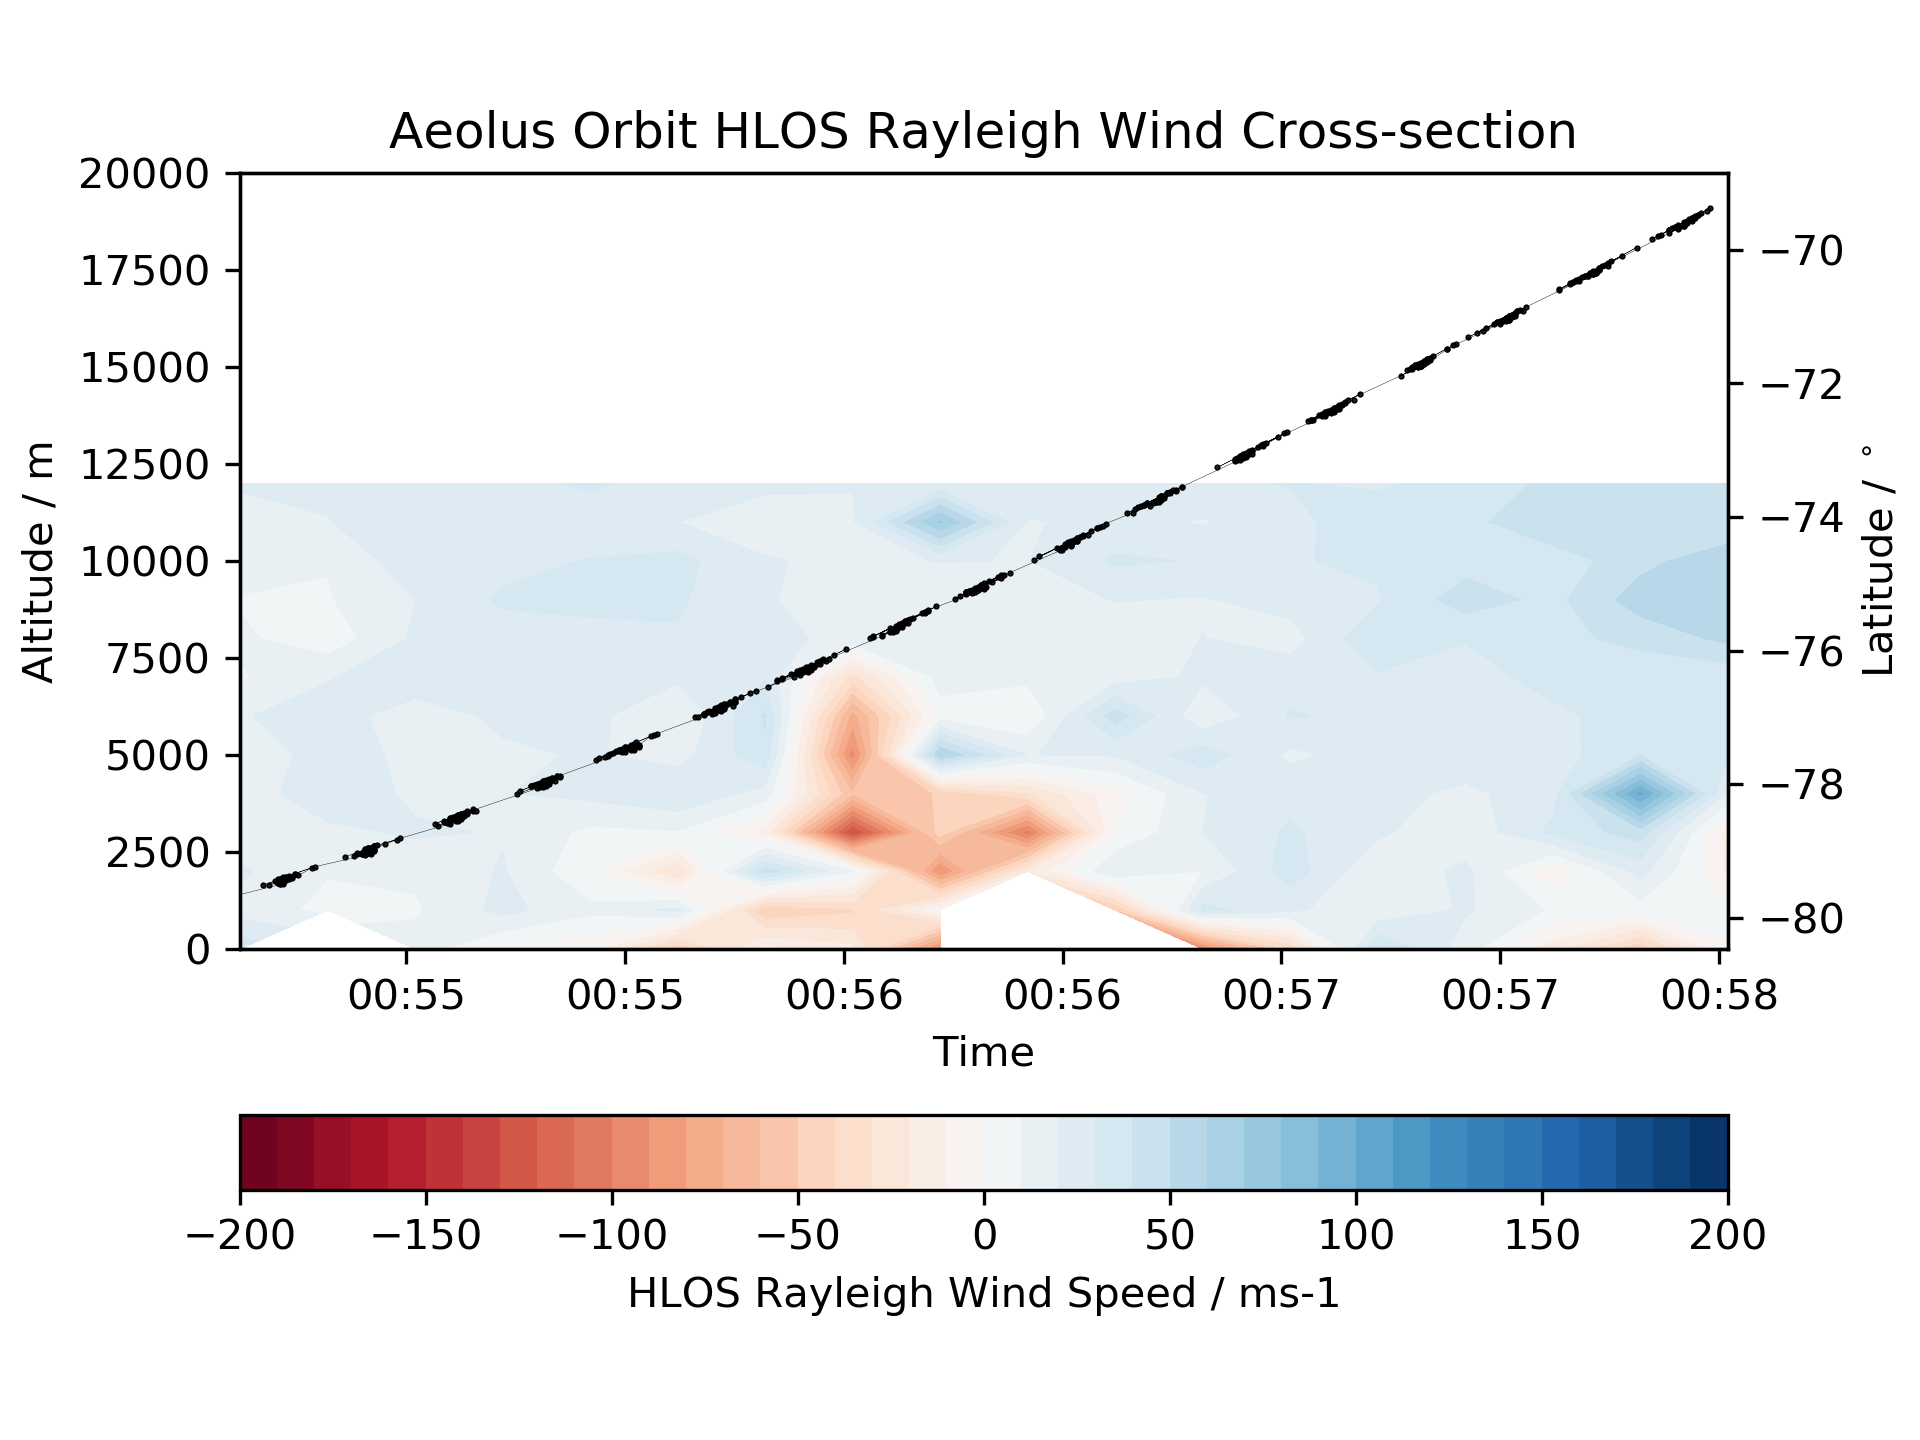 Aeolus Orbit HLOS Rayleigh Wind Cross-section
20000
17500
15000
12500
10000
7500
5000
2500
0
Altitude / m
−70
−72
−74
−76
−78
−80
Latitude / °
00:55 00:55 00:56 00:56 00:57 00:57 00:58
Time
−200 −150 −100 −50 0 50 100 150 200
HLOS Rayleigh Wind Speed / ms-1